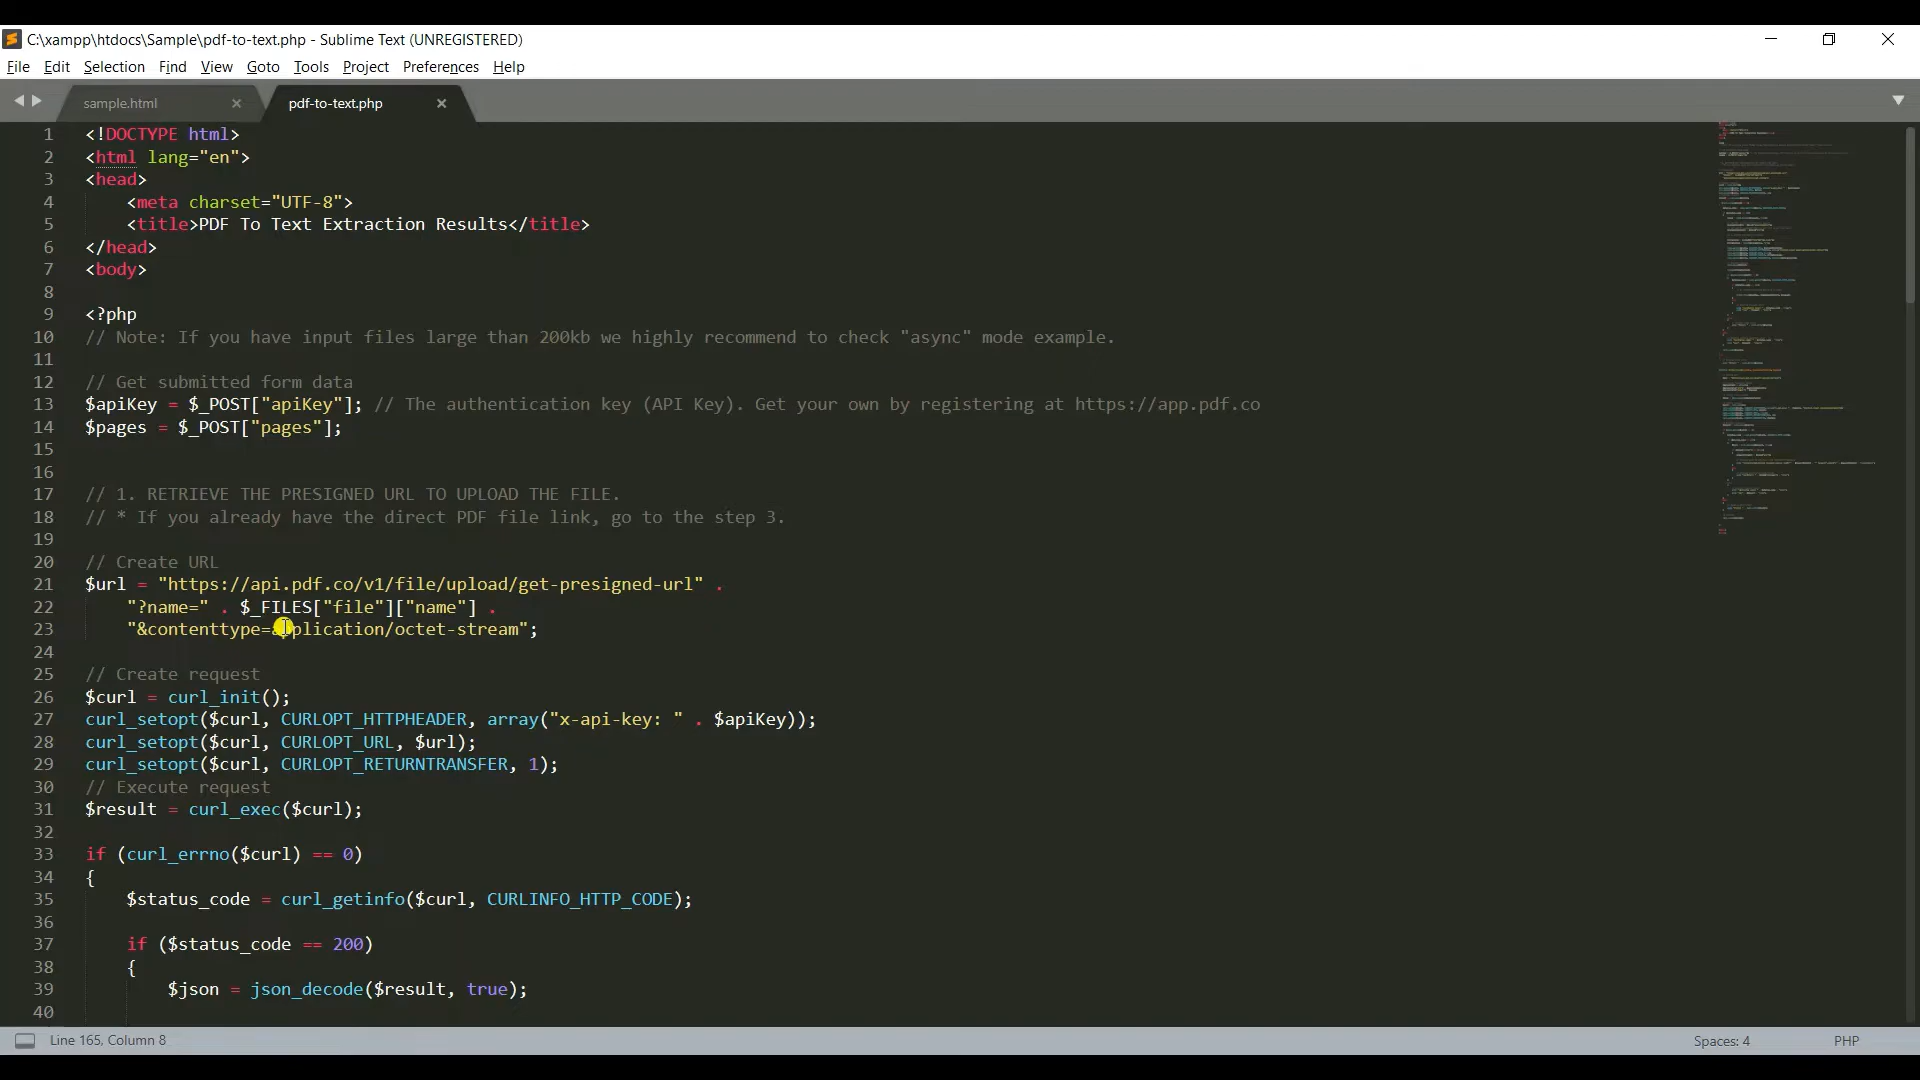 C:\xampp\htdocs\Sample\pdf-to-text.php - Sublime Text (UNREGISTERED)
File Edit Selection Find View Goto Tools Project Preferences Help
sample.html pdf-to-text.php
1 <!DOCTYPE html>
2 <html lang="en">
3 <head>
4     <meta charset="UTF-8">
5     <title>PDF To Text Extraction Results</title>
6 </head>
7 <body>
8
9 <?php
10 // Note: If you have input files large than 200kb we highly recommend to check "async" mode example.
11
12 // Get submitted form data
13 $apiKey = $_POST["apiKey"]; // The authentication key (API Key). Get your own by registering at https://app.pdf.co
14 $pages = $_POST["pages"];
15
16
17 // 1. RETRIEVE THE PRESIGNED URL TO UPLOAD THE FILE.
18 // * If you already have the direct PDF file link, go to the step 3.
19
20 // Create URL
21 $url = "https://api.pdf.co/v1/file/upload/get-presigned-url" .
22     "?name=" . $_FILES["file"]["name"] .
23     "&contenttype=application/octet-stream";
24
25 // Create request
26 $curl = curl_init();
27 curl_setopt($curl, CURLOPT_HTTPHEADER, array("x-api-key: " . $apiKey));
28 curl_setopt($curl, CURLOPT_URL, $url);
29 curl_setopt($curl, CURLOPT_RETURNTRANSFER, 1);
30 // Execute request
31 $result = curl_exec($curl);
32
33 if (curl_errno($curl) == 0)
34 {
35     $status_code = curl_getinfo($curl, CURLINFO_HTTP_CODE);
36
37     if ($status_code == 200)
38     {
39         $json = json_decode($result, true);
40
Line 165, Column 8 Spaces: 4 PHP